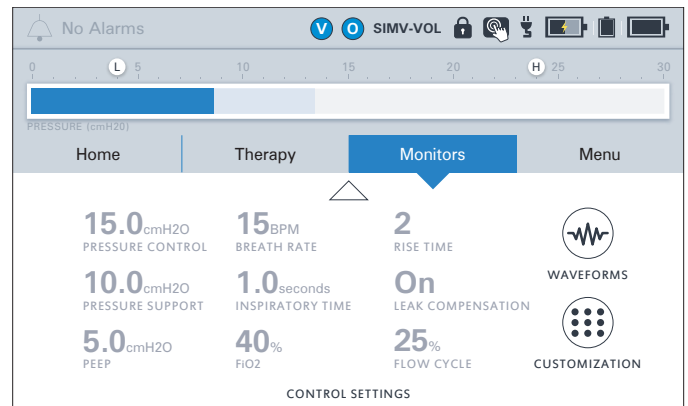 No Alarms V O SIMV-VOL
0 L 5 10 15 20 H 25 30
PRESSURE (cmH20)
Home Therapy Monitors Menu
15.0cmH2O 15BPM 2
PRESSURE CONTROL BREATH RATE RISE TIME
WAVEFORMS
10.0cmH2O 1.0seconds On
PRESSURE SUPPORT INSPIRATORY TIME LEAK COMPENSATION
5.0cmH2O 40% 25%
PEEP FiO2 FLOW CYCLE CUSTOMIZATION
CONTROL SETTINGS